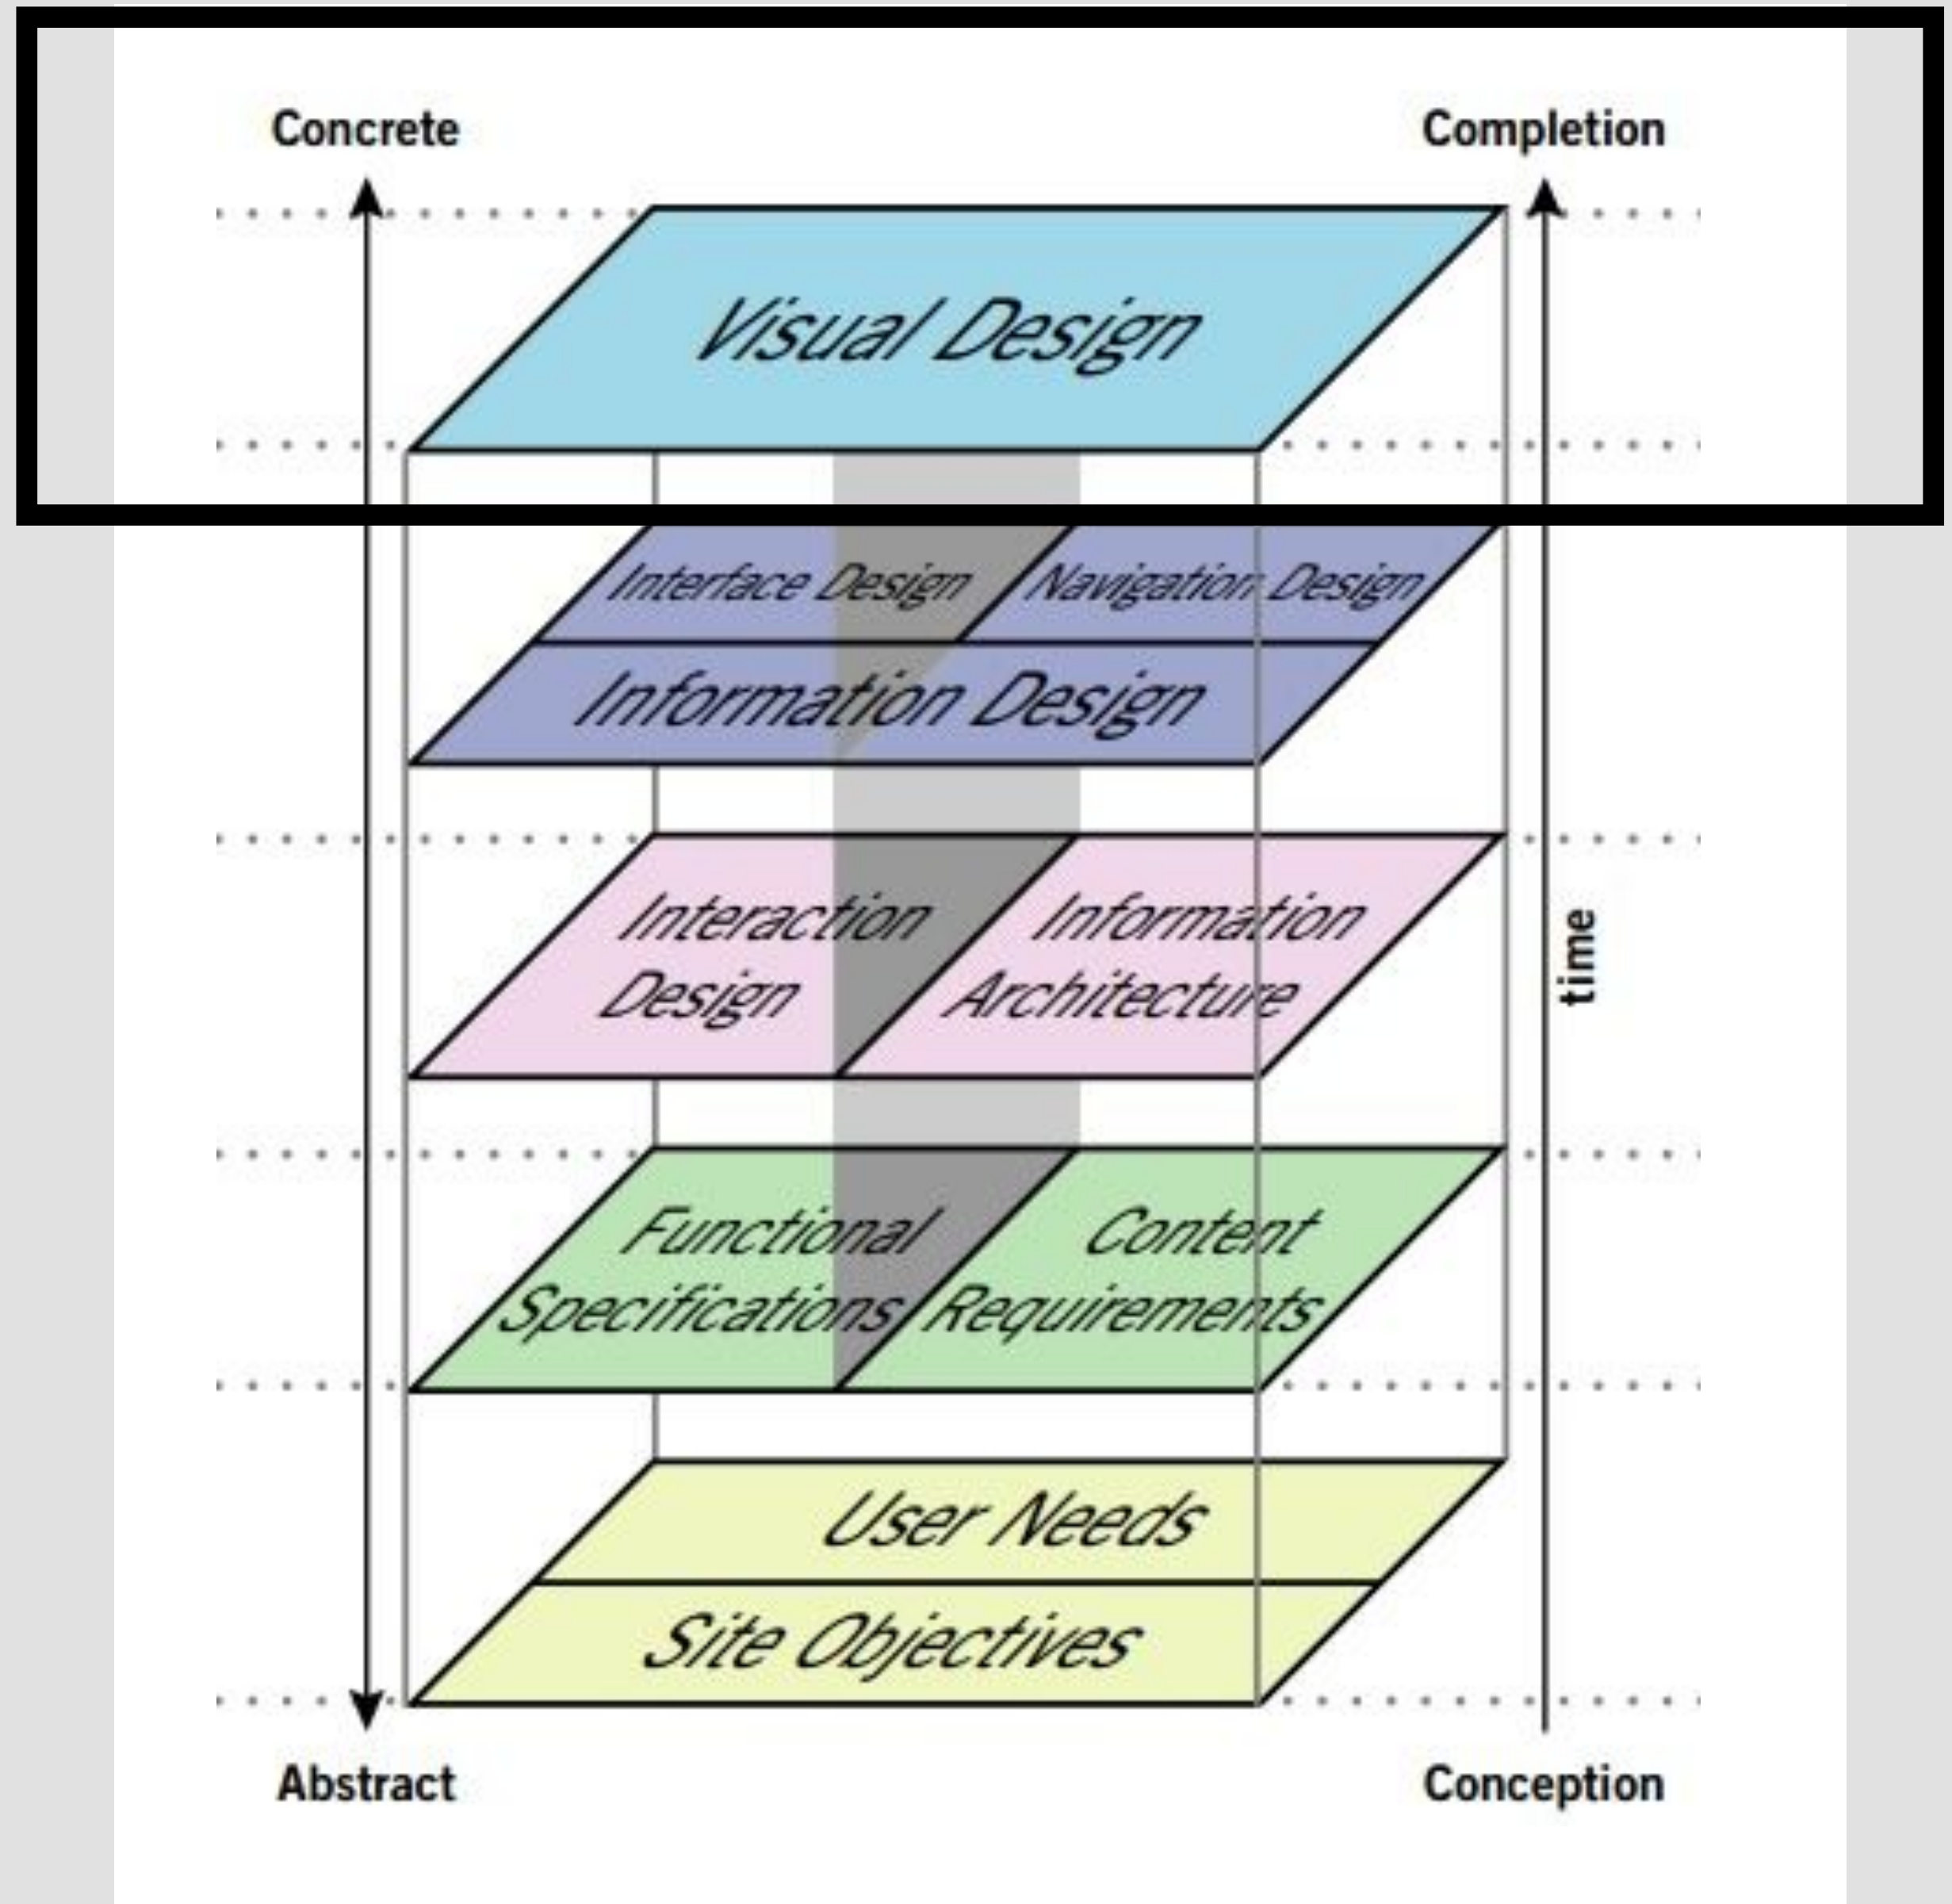 Concrete
Completion
Visual Design
Interface Design
Navigation Design
Information Design
Interaction
Design
Information
Architecture
time
Functional
Specifications
Content
Requirements
User Needs
Site Objectives
Abstract
Conception